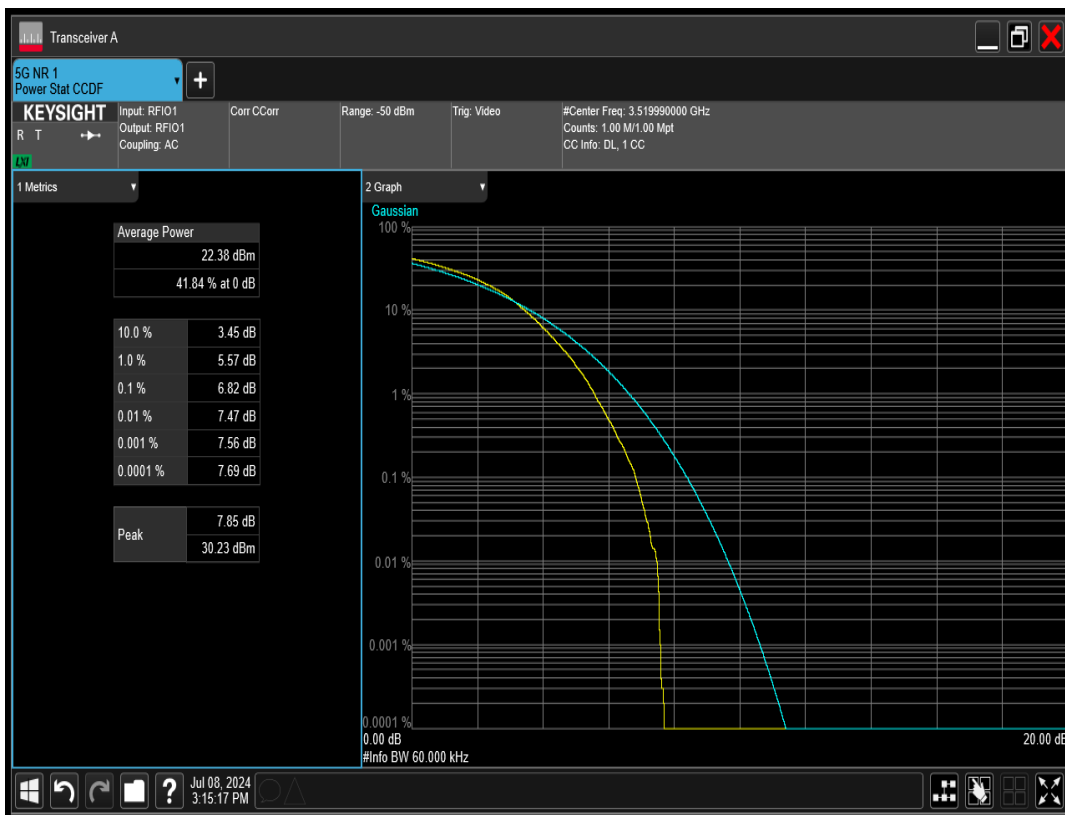 Transceiver A
5G NR 1
Power Stat CCDF
+
KEYSIGHT
R T
LXI
Input: RFIO1
Output: RFIO1
Coupling: AC
Corr CCorr
Range: -50 dBm
Trig: Video
#Center Freq: 3.519990000 GHz
Counts: 1.00 M/1.00 Mpt
CC Info: DL, 1 CC
1 Metrics
Average Power
22.38 dBm
41.84 % at 0 dB
10.0 % 3.45 dB
1.0 % 5.57 dB
0.1 % 6.82 dB
0.01 % 7.47 dB
0.001 % 7.56 dB
0.0001 % 7.69 dB
Peak
7.85 dB
30.23 dBm
2 Graph
Gaussian
100 %
10 %
1 %
0.1 %
0.01 %
0.001 %
0.0001 %
0.00 dB
20.00 dB
#Info BW 60.000 kHz
?
Jul 08, 2024
3:15:17 PM